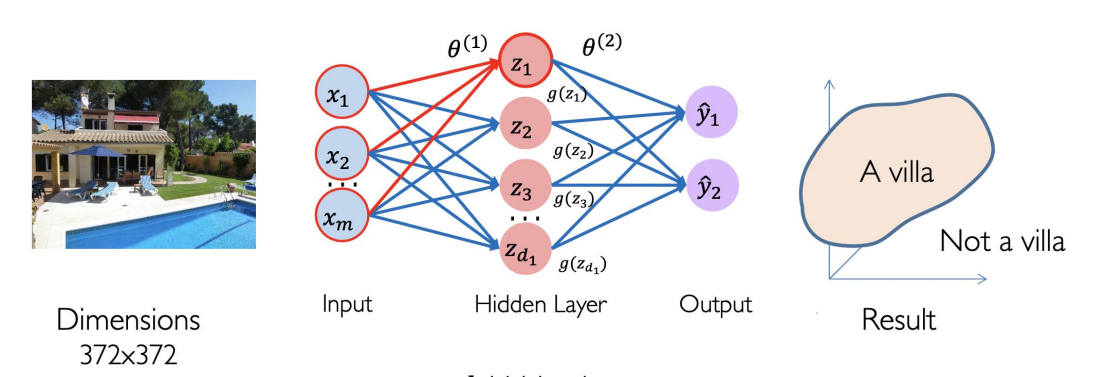 θ(1)
θ(2)
x1
x2
...
xm
z1
z2
z3
...
zd1
g(z1)
g(z2)
g(z3)
g(zd1)
ŷ1
ŷ2
A villa
Not a villa
Input
Hidden Layer
Output
Result
Dimensions
372x372